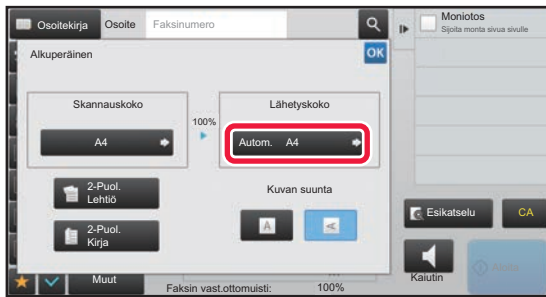 Osoitekirja
Osoite
Faksinumero
Moniotos
Sijoita monta sivua sivulle
Alkuperäinen
OK
Skannauskoko
100%
Lähetyskoko
A4
Autom. A4
2-Puol.
Lehtiö
Kuvan suunta
2-Puol.
Kirja
A
A
Esikatselu
CA
Muut
Faksin vast.ottomuisti:
100%
Kaiutin